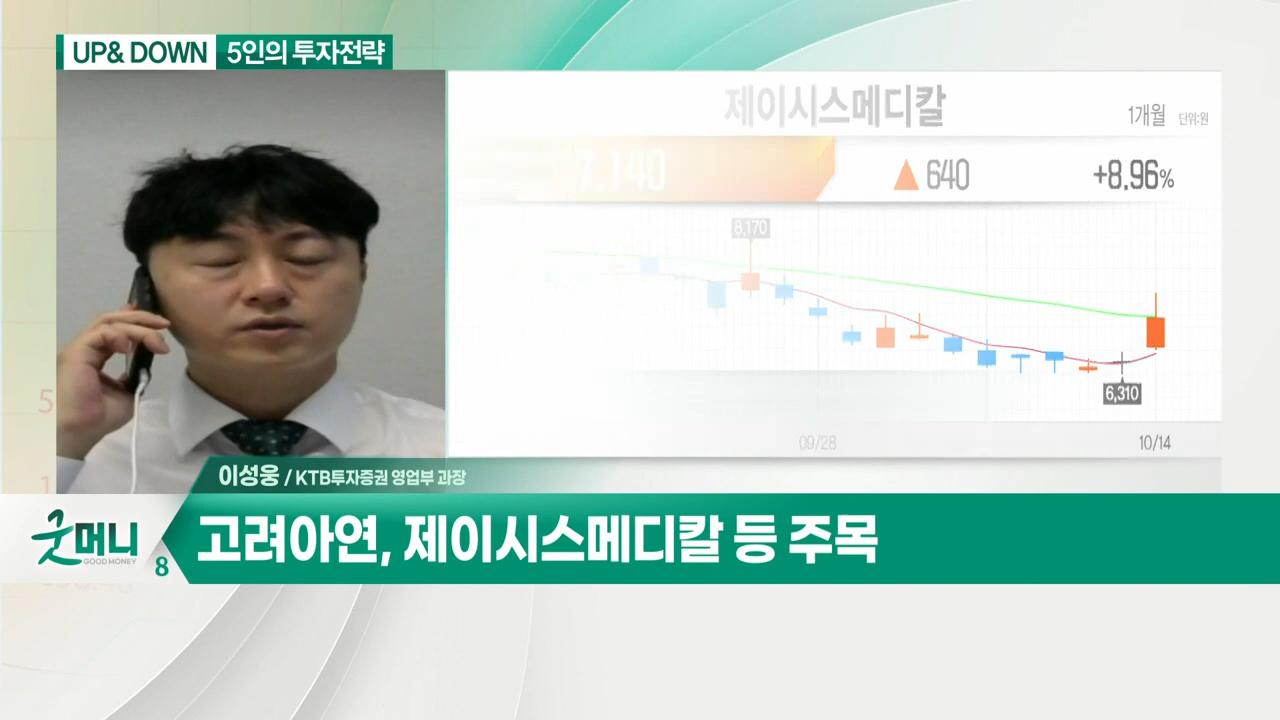 UP& DOWN 5인의 투자전략
제이시스메디칼
1개월 단위:원
7,140 ▲ 640 +8.96%
8,170
6,310
09/28 10/14
이성웅 / KTB투자증권 영업부 과장
굿머니
GOOD MONEY
8
고려아연, 제이시스메디칼 등 주목
5
1